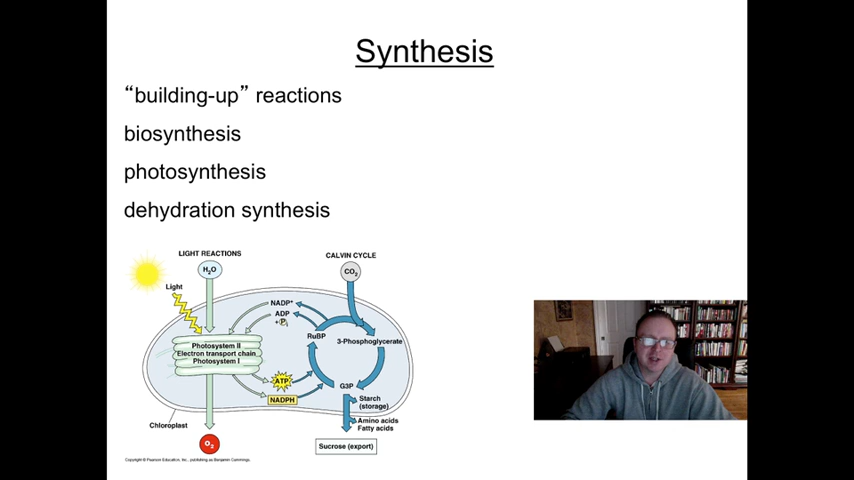 Synthesis
“building-up” reactions
biosynthesis
photosynthesis
dehydration synthesis
LIGHT REACTIONS
CALVIN CYCLE
H2O
CO2
Light
NADP+
ADP
+ P
RuBP
3-Phosphoglycerate
Photosystem II
Electron transport chain
Photosystem I
ATP
G3P
NADPH
Starch
(storage)
Amino acids
Fatty acids
Chloroplast
O2
Sucrose (export)
Copyright © Pearson Education, Inc., publishing as Benjamin Cummings.